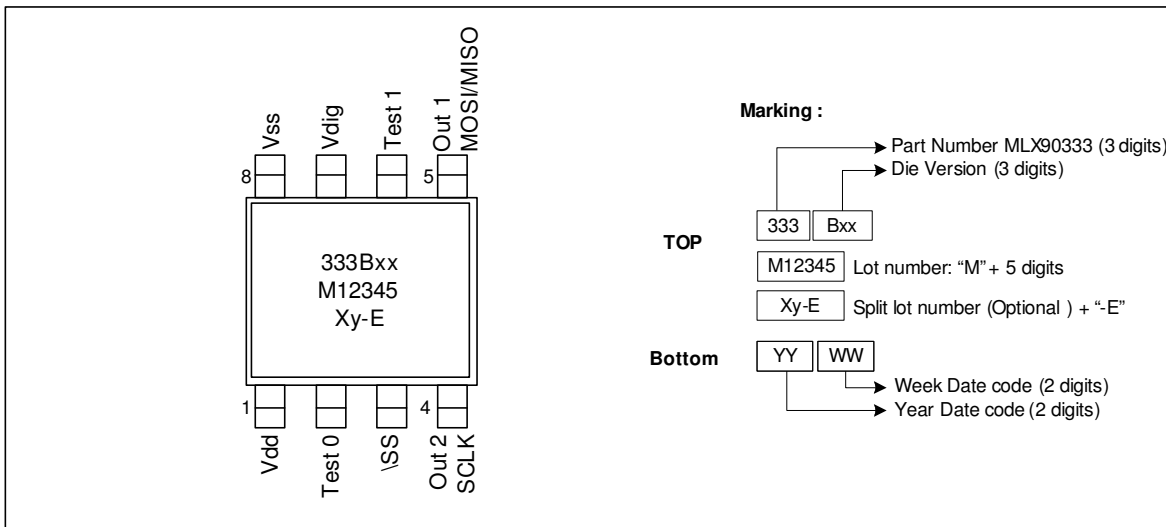 Vss
Vdig
Test 1
Out 1
MOSI/MISO
8
5
333Bxx
M12345
Xy-E
1
4
Vdd
Test 0
\SS
Out 2
SCLK
Marking :
Part Number MLX90333 (3 digits)
Die Version (3 digits)
TOP
333 Bxx
M12345 Lot number: “M” + 5 digits
Xy-E Split lot number (Optional ) + “-E”
Bottom
YY WW
Week Date code (2 digits)
Year Date code (2 digits)